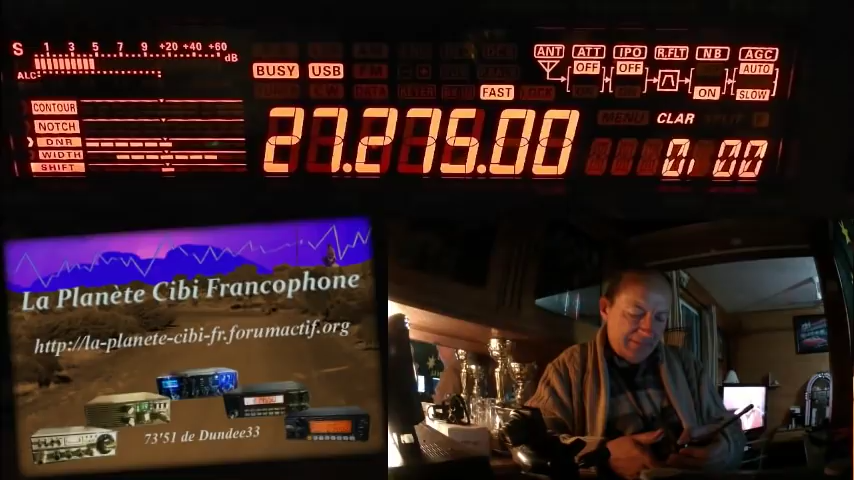 S 1 3 5 7 9 +20 +40 +60 dB
ALC
BUSY USB
FAST
ANT ATT IPO R.FLT NB AGC
OFF OFF AUTO
ON SLOW
CONTOUR
NOTCH
DNR
WIDTH
SHIFT
27.275.00
MENU CLAR SPLIT
0.00
La Planète Cibi Francophone
http://la-planete-cibi-fr.forumactif.org
73'51 de Dundee33